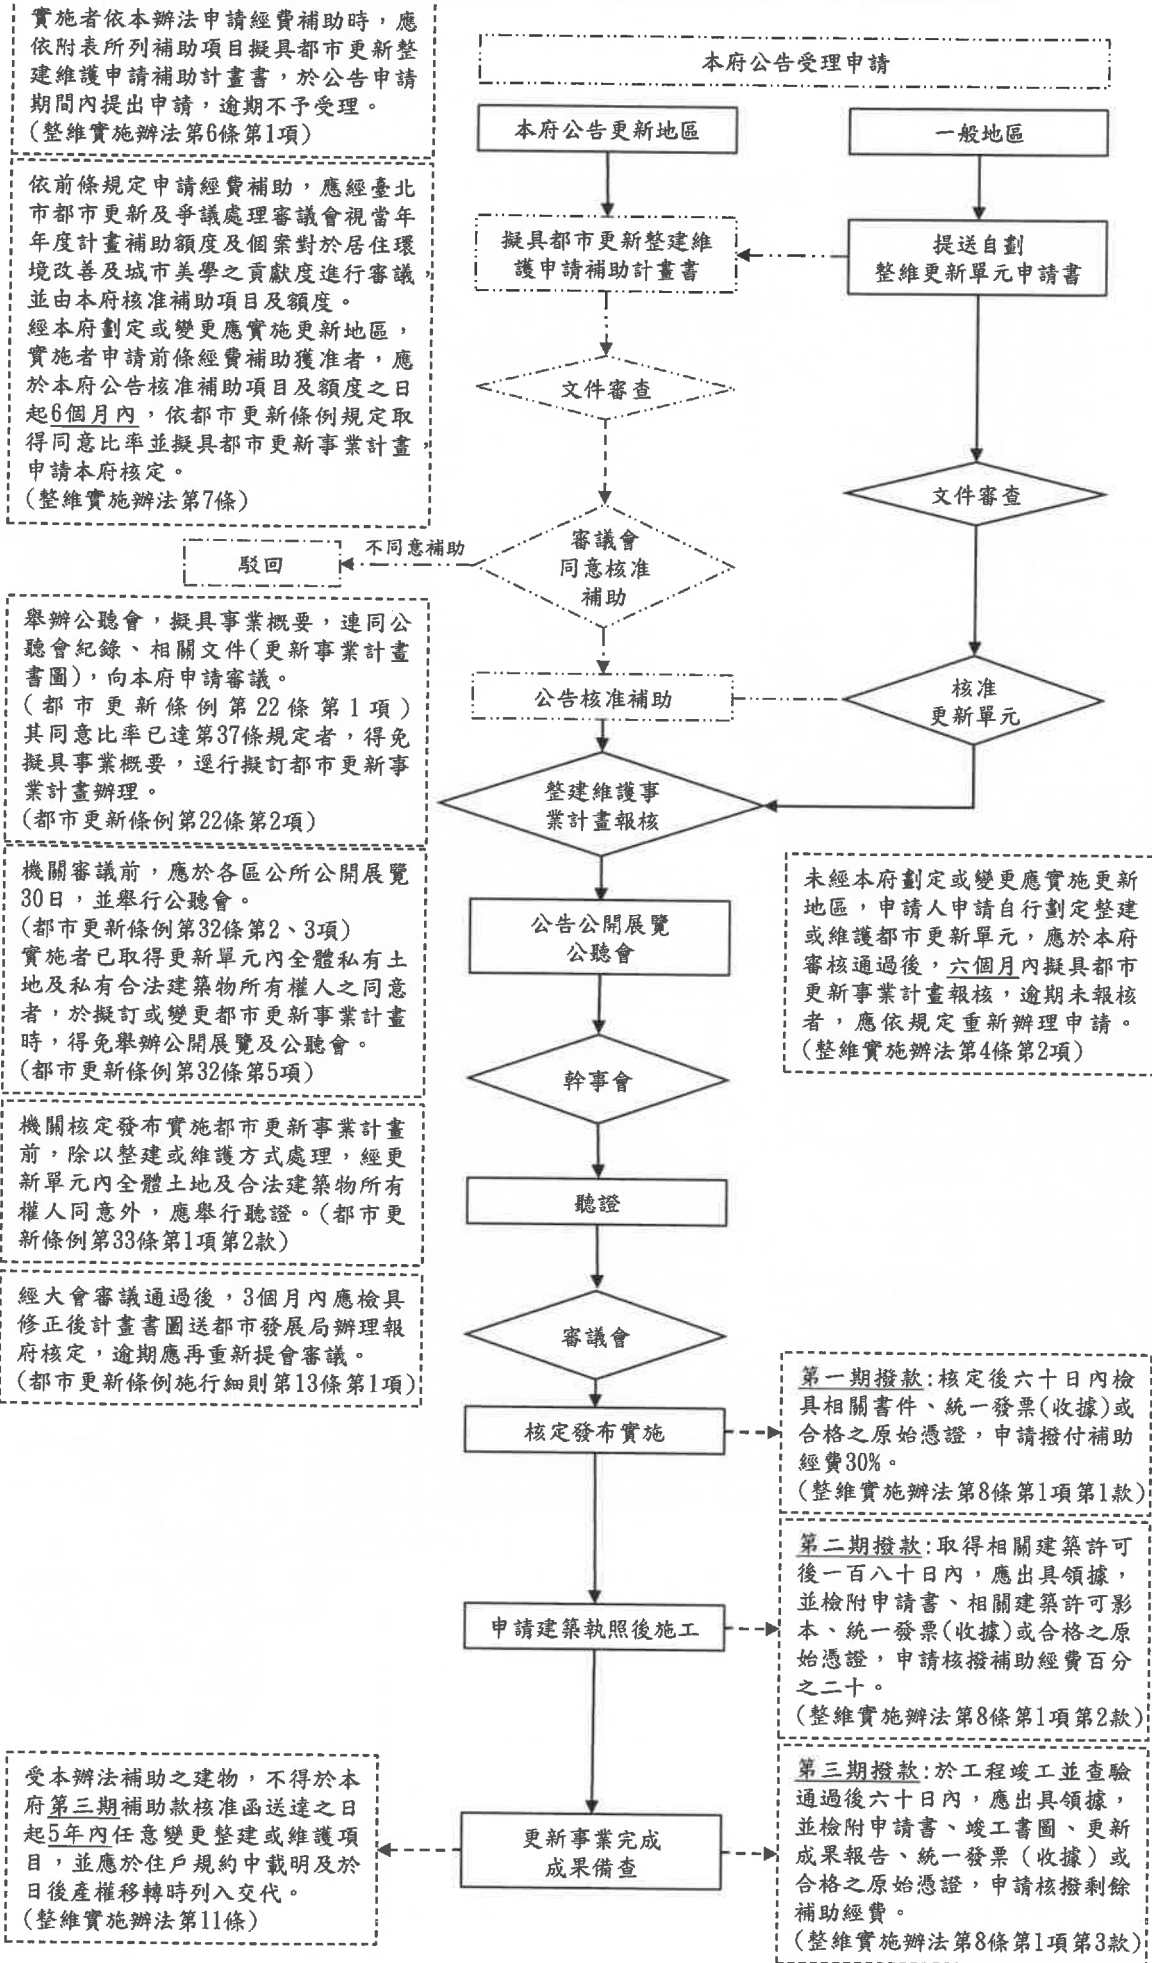 實施者依本辦法申請經費補助時，應
依附表所列補助項目擬具都市更新整
建維護申請補助計畫書，於公告申請
期間內提出申請，逾期不予受理。
(整維實施辦法第6條第1項)
本府公告受理申請
本府公告更新地區
一般地區
依前條規定申請經費補助，應經臺北
市都市更新及爭議處理審議會視當年
年度計畫補助額度及個案對於居住環
境改善及城市美學之貢獻度進行審議，
並由本府核准補助項目及額度。
經本府劃定或變更應實施更新地區，
實施者申請前條經費補助獲准者，應
於本府公告核准補助項目及額度之日
起6個月內，依都市更新條例規定取
得同意比率並擬具都市更新事業計畫，
申請本府核定。
(整維實施辦法第7條)
擬具都市更新整建維
護申請補助計畫書
提送自劃
整維更新單元申請書
文件審查
文件審查
審議會
同意核准
補助
不同意補助
駁回
舉辦公聽會，擬具事業概要，連同公
聽會紀錄、相關文件(更新事業計畫
書圖)，向本府申請審議。
(都市更新條例第22條第1項)
其同意比率已達第37條規定者，得免
擬具事業概要，逕行擬訂都市更新事
業計畫辦理。
(都市更新條例第22條第2項)
公告核准補助
核准
更新單元
整建維護事
業計畫報核
機關審議前，應於各區公所公開展覽
30日，並舉行公聽會。
(都市更新條例第32條第2、3項)
實施者已取得更新單元內全體私有土
地及私有合法建築物所有權人之同意
者，於擬訂或變更都市更新事業計畫
時，得免舉辦公開展覽及公聽會。
(都市更新條例第32條第5項)
公告公開展覽
公聽會
未經本府劃定或變更應實施更新
地區，申請人申請自行劃定整建
或維護都市更新單元，應於本府
審核通過後，六個月內擬具都市
更新事業計畫報核，逾期未報核
者，應依規定重新辦理申請。
(整維實施辦法第4條第2項)
幹事會
機關核定發布實施都市更新事業計畫
前，除以整建或維護方式處理，經更
新單元內全體土地及合法建築物所有
權人同意外，應舉行聽證。(都市更
新條例第33條第1項第2款)
聽證
經大會審議通過後，3個月內應檢具
修正後計畫書圖送都市發展局辦理報
府核定，逾期應再重新提會審議。
(都市更新條例施行細則第13條第1項)
審議會
核定發布實施
第一期撥款:核定後六十日內檢
具相關書件、統一發票(收據)或
合格之原始憑證，申請撥付補助
經費30%。
(整維實施辦法第8條第1項第1款)
申請建築執照後施工
第二期撥款:取得相關建築許可
後一百八十日內，應出具領據，
並檢附申請書、相關建築許可影
本、統一發票(收據)或合格之原
始憑證，申請核撥補助經費百分
之二十。
(整維實施辦法第8條第1項第2款)
受本辦法補助之建物，不得於本
府第三期補助款核准函送達之日
起5年內任意變更整建或維護項
目，並應於住戶規約中載明及於
日後產權移轉時列入交代。
(整維實施辦法第11條)
更新事業完成
成果備查
第三期撥款:於工程竣工並查驗
通過後六十日內，應出具領據，
並檢附申請書、竣工書圖、更新
成果報告、統一發票（收據）或
合格之原始憑證，申請核撥剩餘
補助經費。
(整維實施辦法第8條第1項第3款)